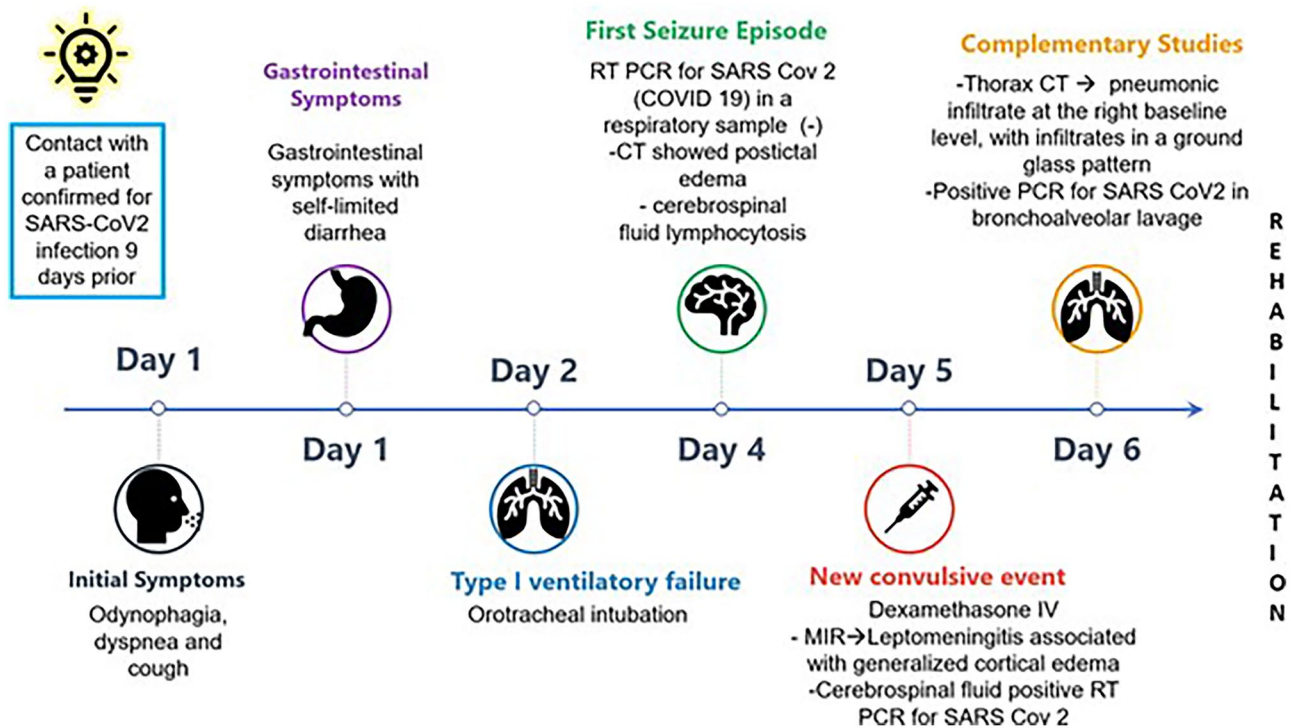 Contact with
a patient
confirmed for
SARS-CoV2
infection 9
days prior
Day 1
Initial Symptoms
Odynophagia,
dyspnea and
cough
Gastrointestinal
Symptoms
Gastrointestinal
symptoms with
self-limited
diarrhea
Day 1
Day 2
Type I ventilatory failure
Orotracheal intubation
First Seizure Episode
RT PCR for SARS Cov 2
(COVID 19) in a
respiratory sample (-)
-CT showed postictal
edema
- cerebrospinal
fluid lymphocytosis
Day 4
Day 5
New convulsive event
Dexamethasone IV
- MIR→Leptomeningitis associated
with generalized cortical edema
-Cerebrospinal fluid positive RT
PCR for SARS Cov 2
Complementary Studies
-Thorax CT → pneumonic
infiltrate at the right baseline
level, with infiltrates in a ground
glass pattern
-Positive PCR for SARS CoV2 in
bronchoalveolar lavage
Day 6
REHABILITATION